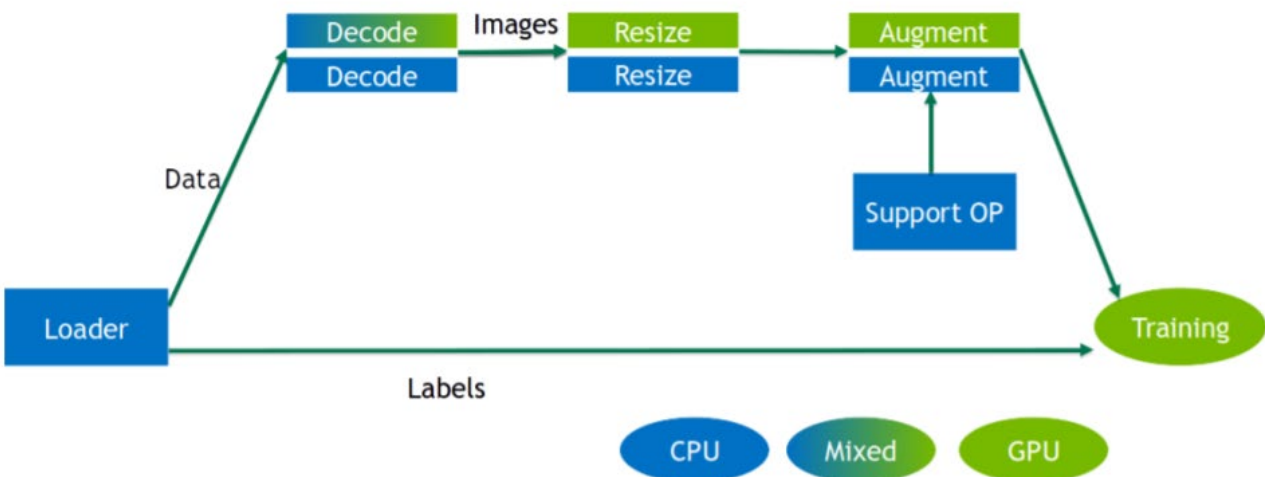 Decode
Images
Resize
Augment
Decode
Resize
Augment
Data
Support OP
Loader
Training
Labels
CPU
Mixed
GPU